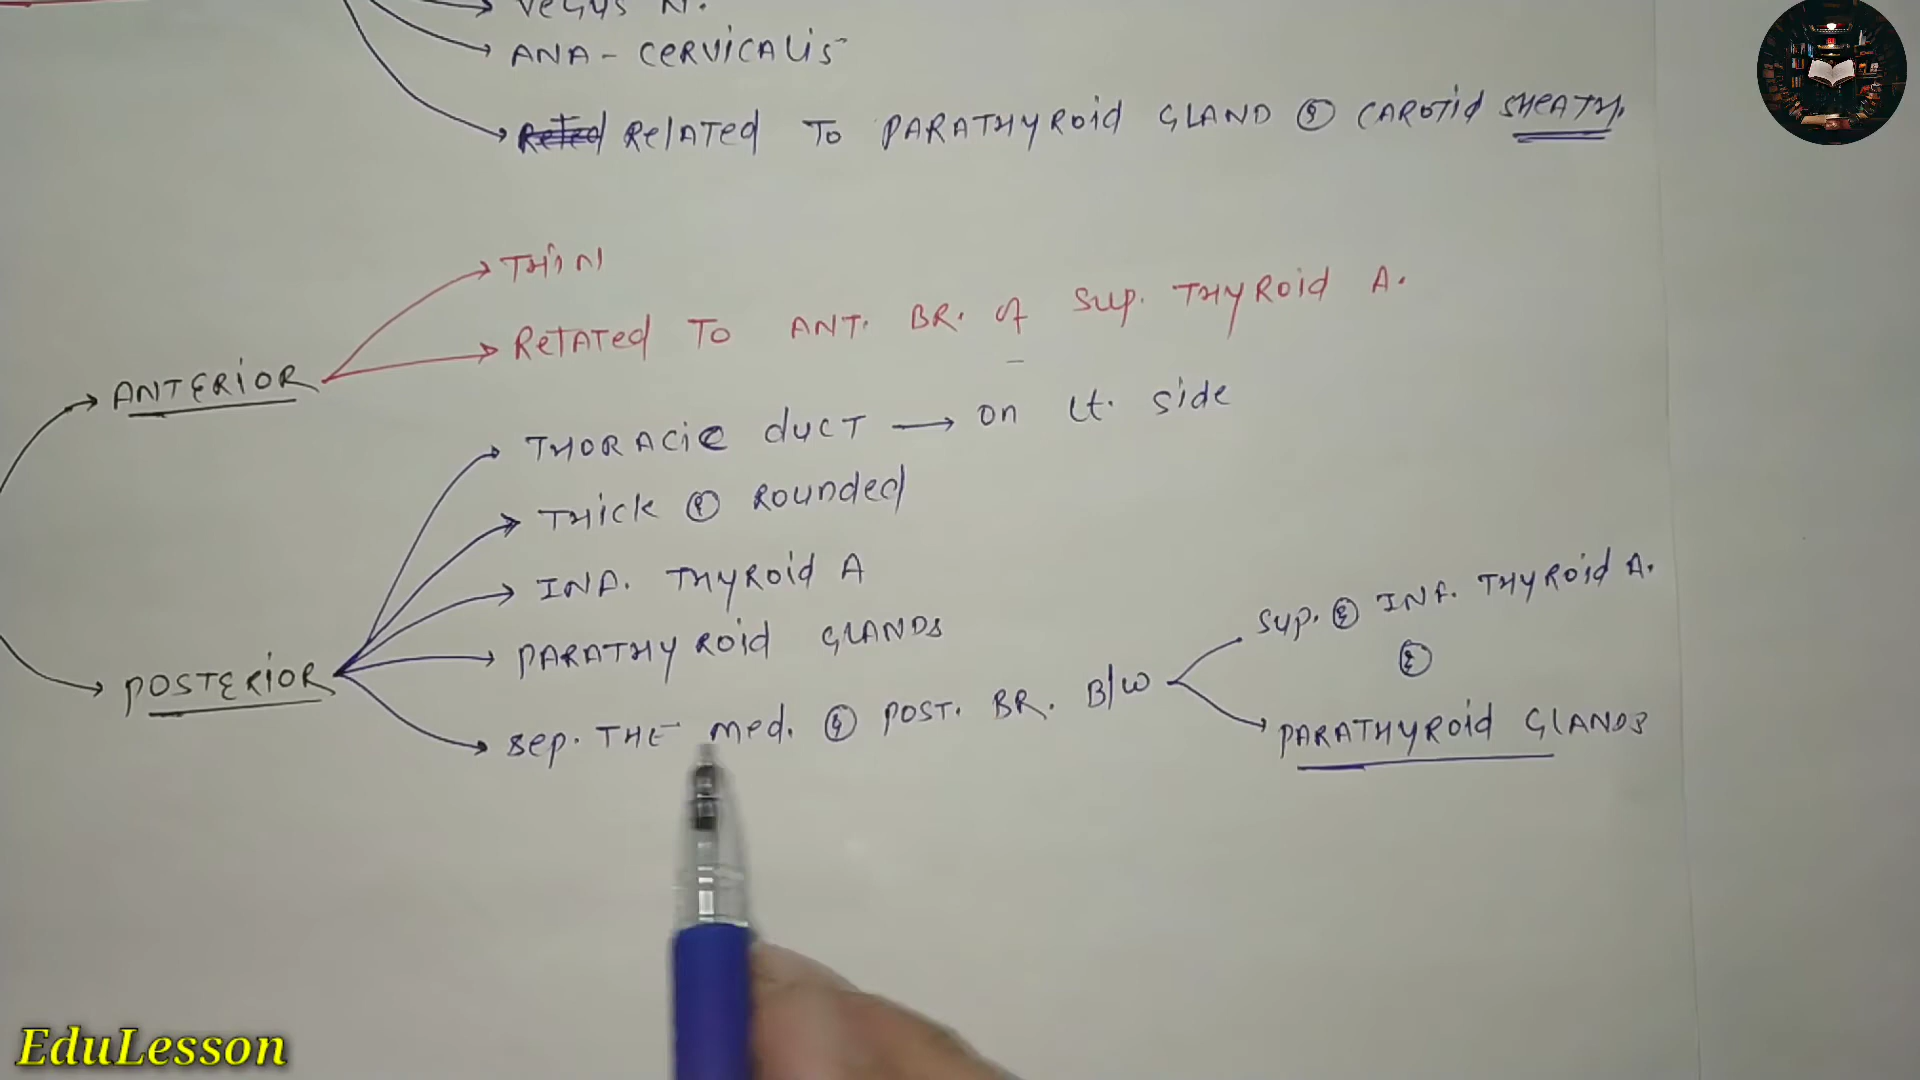 VEGUS N.
ANA - CERVICALIS
RELATED TO PARATHYROID GLAND & CAROTID SHEATH.
THIN
RETATED TO ANT. BR. of SUP. THYROID A.
ANTERIOR
THORACIC DUCT → ON Lt. Side
THICK & ROUNDED
INF. THYROID A
SUP. & INF. THYROID A.
PARATHYROID GLANDS
&
POSTERIOR
Sep. THE med. & POST. BR. B/W
PARATHYROID GLANDS
EduLesson